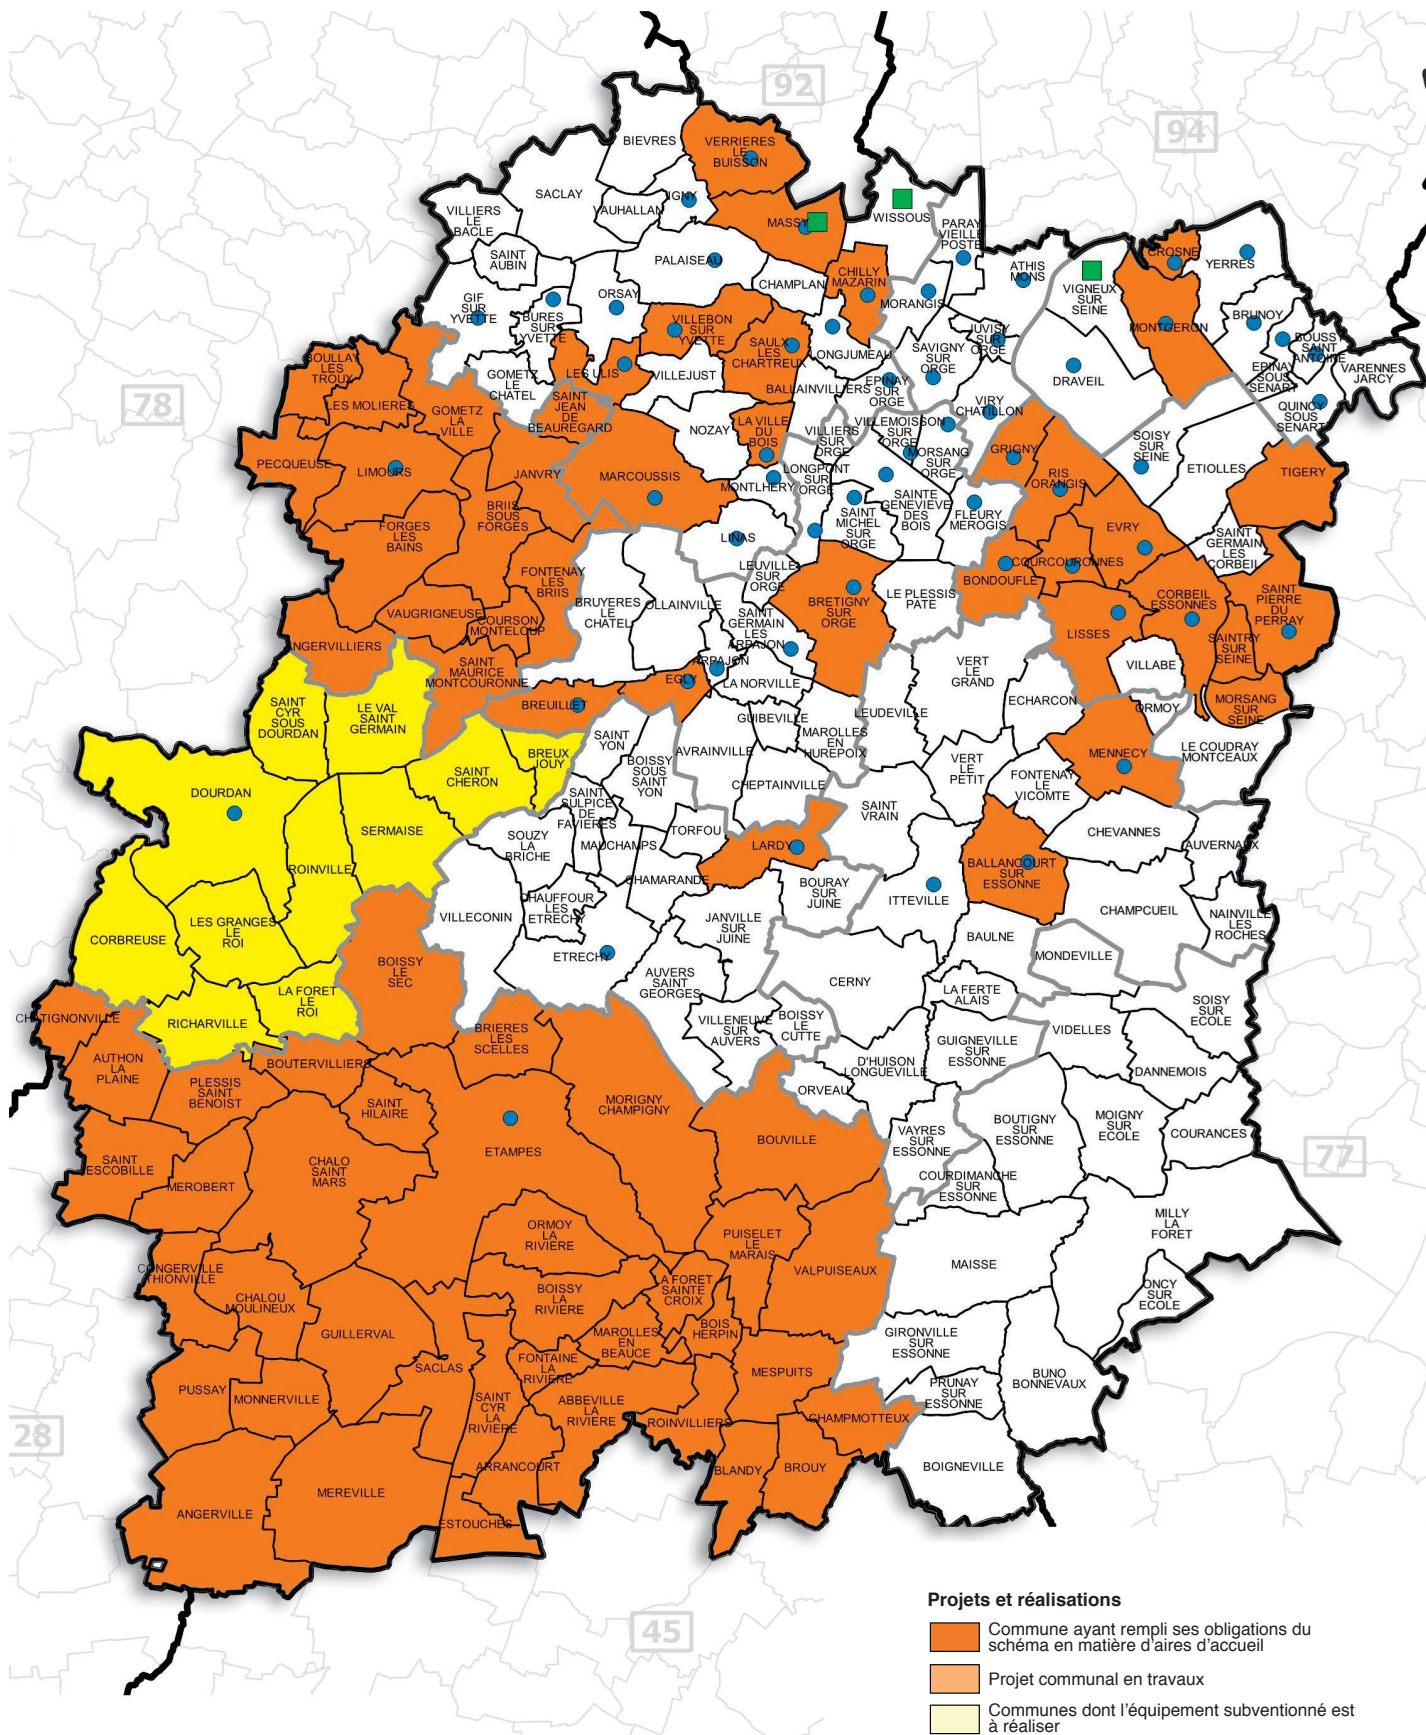 92
94
BIEVRES
VERRIERES
LE
BUISSON
SACLAY
IGNY
VAUHALLAN
VILLIERS
LE
BACLE
MASSY
WISSOUS
PARAY
VIEILLE
POSTE
SAINT
AUBIN
PALAISEAU
CHAMPLAN
CHILLY
MAZARIN
ATHIS
MONS
VIGNEUX
SUR
SEINE
CROSNE
YERRES
GIF
SUR
YVETTE
BURES
SUR
YVETTE
ORSAY
MORANGIS
MONTGERON
BRUNOY
BOUSSY
SAINT
ANTOINE
VILLEBON
SUR
YVETTE
SAULX
LES
CHARTREUX
LONGJUMEAU
SAVIGNY
SUR
ORGE
JUVISY
SUR
ORGE
EPINAY
SOUS
SENART
VARENNES
JARCY
BOULLAY
LES
TROUX
GOMETZ
LE
CHATEL
LES ULIS
VILLEJUST
BALLAINVILLIERS
EPINAY
SUR
ORGE
DRAVEIL
QUINCY
SOUS
SENART
78
LES MOLIERES
GOMETZ
LA
VILLE
SAINT
JEAN
DE
BEAUREGARD
NOZAY
LA VILLE
DU
BOIS
VILLIERS
SUR
ORGE
VILLEMOISSON
SUR
ORGE
VIRY
CHATILLON
SOISY
SUR
SEINE
ETIOLLES
TIGERY
PECQUEUSE
LIMOURS
JANVRY
MARCOUSSIS
MONTLHERY
LONGPONT
SUR
ORGE
MORSANG
SUR
ORGE
GRIGNY
RIS
ORANGIS
FORGES
LES
BAINS
BRIIS
SOUS
FORGES
LINAS
SAINT
MICHEL
SUR
ORGE
SAINTE
GENEVIEVE
DES
BOIS
FLEURY
MEROGIS
EVRY
SAINT
GERMAIN
LES
CORBEIL
FONTENAY
LES
BRIIS
LEUVILLE
SUR
ORGE
BRETIGNY
SUR
ORGE
LE PLESSIS
PATE
BONDOUFLE
COURCOURONNES
CORBEIL
ESSONNES
SAINT
PIERRE
DU
PERRAY
VAUGRIGNEUSE
COURSON
MONTELOUP
BRUYERES
LE
CHATEL
OLLAINVILLE
SAINT
GERMAIN
LES
ARPAJON
LISSES
SAINTRY
SUR
SEINE
ANGERVILLIERS
SAINT
MAURICE
MONTCOURONNE
ARPAJON
EGLY
LA NORVILLE
VERT
LE
GRAND
VILLABE
MORSANG
SUR
SEINE
SAINT
CYR
SOUS
DOURDAN
LE VAL
SAINT
GERMAIN
BREUILLET
GUIBEVILLE
MAROLLES
EN
HUREPOIX
LEUDEVILLE
ECHARCON
ORMOY
LE COUDRAY
MONTCEAUX
BREUX
JOUY
SAINT
YON
BOISSY
SOUS
SAINT
YON
AVRAINVILLE
CHEPTAINVILLE
VERT
LE
PETIT
FONTENAY
LE
VICOMTE
MENNECY
DOURDAN
SAINT
CHERON
SAINT
SULPICE
DE
FAVIERES
SAINT
VRAIN
CHEVANNES
AUVERNAUX
SERMAISE
SOUZY
LA
BRICHE
MAUCHAMPS
TORFOU
LARDY
BALLANCOURT
SUR
ESSONNE
ROINVILLE
CHAMARANDE
BOURAY
SUR
JUINE
ITTEVILLE
CHAMPCUEIL
NAINVILLE
LES
ROCHES
CORBREUSE
LES GRANGES
LE
ROI
VILLECONIN
CHAUFFOUR
LES
ETRECHY
JANVILLE
SUR
JUINE
BAULNE
MONDEVILLE
BOISSY
LE
SEC
ETRECHY
AUVERS
SAINT
GEORGES
CERNY
LA FERTE
ALAIS
SOISY
SUR
ECOLE
CHATIGNONVILLE
RICHARVILLE
LA FORET
LE
ROI
BRIERES
LES
SCELLES
VILLENEUVE
SUR
AUVERS
BOISSY
LE
CUTTE
VIDELLES
AUTHON
LA
PLAINE
BOUTERVILLIERS
D'HUISON
LONGUEVILLE
GUIGNEVILLE
SUR
ESSONNE
DANNEMOIS
PLESSIS
SAINT
BENOIST
SAINT
HILAIRE
MORIGNY
CHAMPIGNY
ORVEAU
ETAMPES
BOUVILLE
VAYRES
SUR
ESSONNE
BOUTIGNY
SUR
ESSONNE
MOIGNY
SUR
ECOLE
COURANCES
77
SAINT
ESCOBILLE
MEROBERT
CHALO
SAINT
MARS
COURDIMANCHE
SUR
ESSONNE
ORMOY
LA
RIVIERE
PUISELET
LE
MARAIS
MILLY
LA
FORET
CONGERVILLE
THIONVILLE
CHALOU
MOULINEUX
BOISSY
LA
RIVIERE
LA FORET
SAINTE
CROIX
VALPUISEAUX
MAISSE
ONCY
SUR
ECOLE
GUILLERVAL
MAROLLES
EN
BEAUCE
BOIS
HERPIN
GIRONVILLE
SUR
ESSONNE
SACLAS
FONTAINE
LA
RIVIERE
MESPUITS
BUNO
BONNEVAUX
PUSSAY
MONNERVILLE
SAINT
CYR
LA
RIVIERE
ABBEVILLE
LA
RIVIERE
ROINVILLIERS
CHAMPMOTTEUX
PRUNAY
SUR
ESSONNE
28
ARRANCOURT
BLANDY
BROUY
BOIGNEVILLE
ANGERVILLE
MEREVILLE
ESTOUCHES
45
Projets et réalisations
Commune ayant rempli ses obligations du
schéma en matière d'aires d'accueil
Projet communal en travaux
Communes dont l'équipement subventionné est
à réaliser